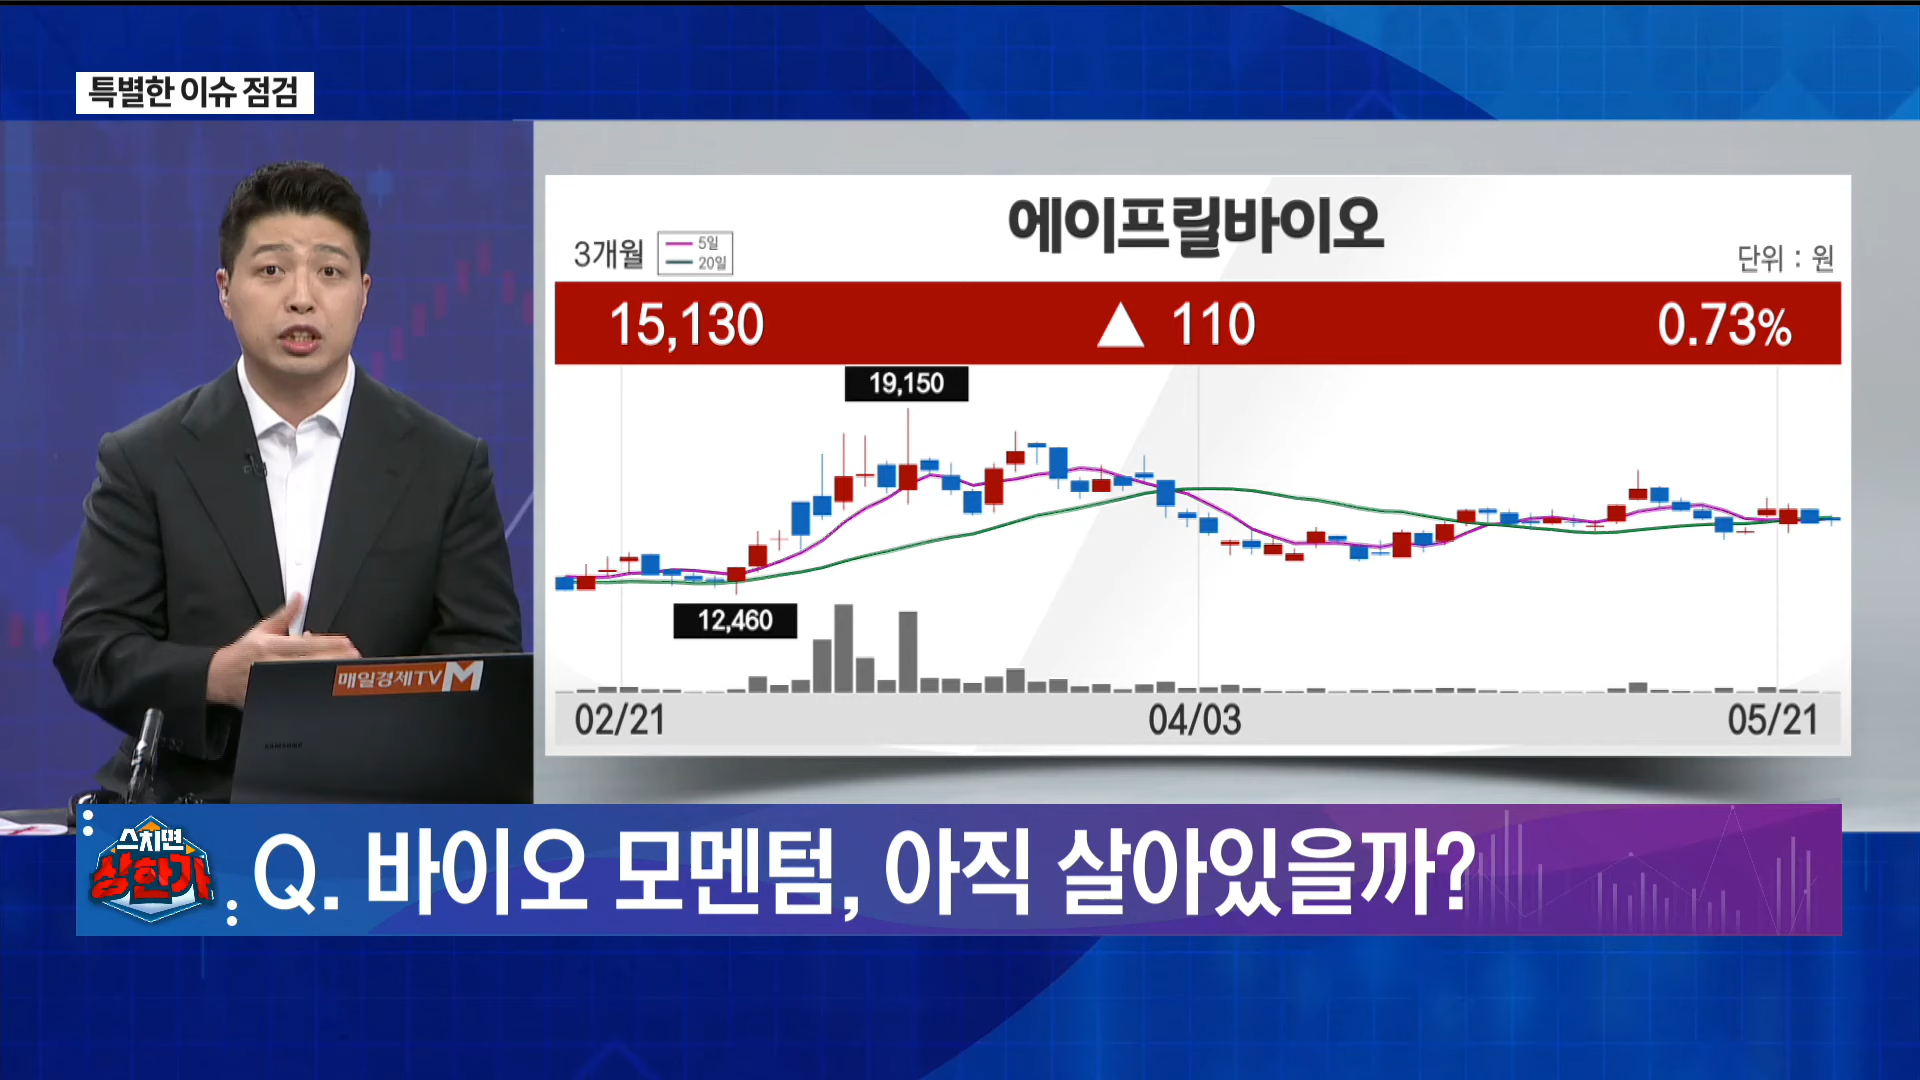 특별한 이슈 점검
에이프릴바이오
3개월
5일
20일
단위 : 원
15,130 ▲ 110 0.73%
19,150
12,460
02/21 04/03 05/21
매일경제TV M
SAMSUNG
스치면
상한가
Q. 바이오 모멘텀, 아직 살아있을까?